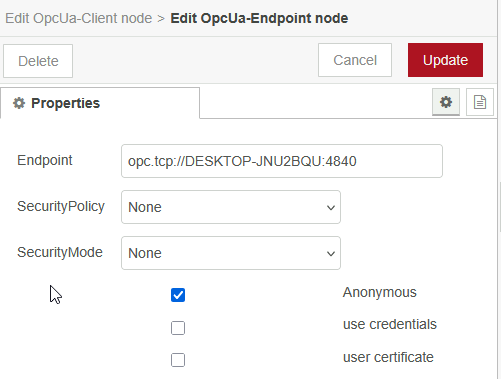 Edit OpcUa-Client node > Edit OpcUa-Endpoint node
Delete
Cancel
Update
Properties
Endpoint
opc.tcp://DESKTOP-JNU2BQU:4840
SecurityPolicy
None
SecurityMode
None
Anonymous
use credentials
user certificate